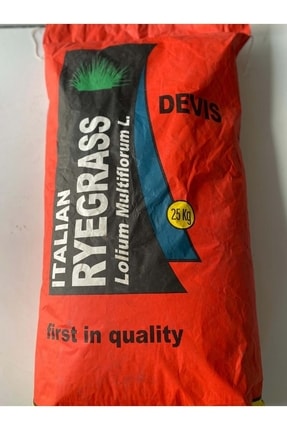 DEVIS
ITALIAN
RYEGRASS
Lolium Multiflorum L.
25 Kg
first in quality